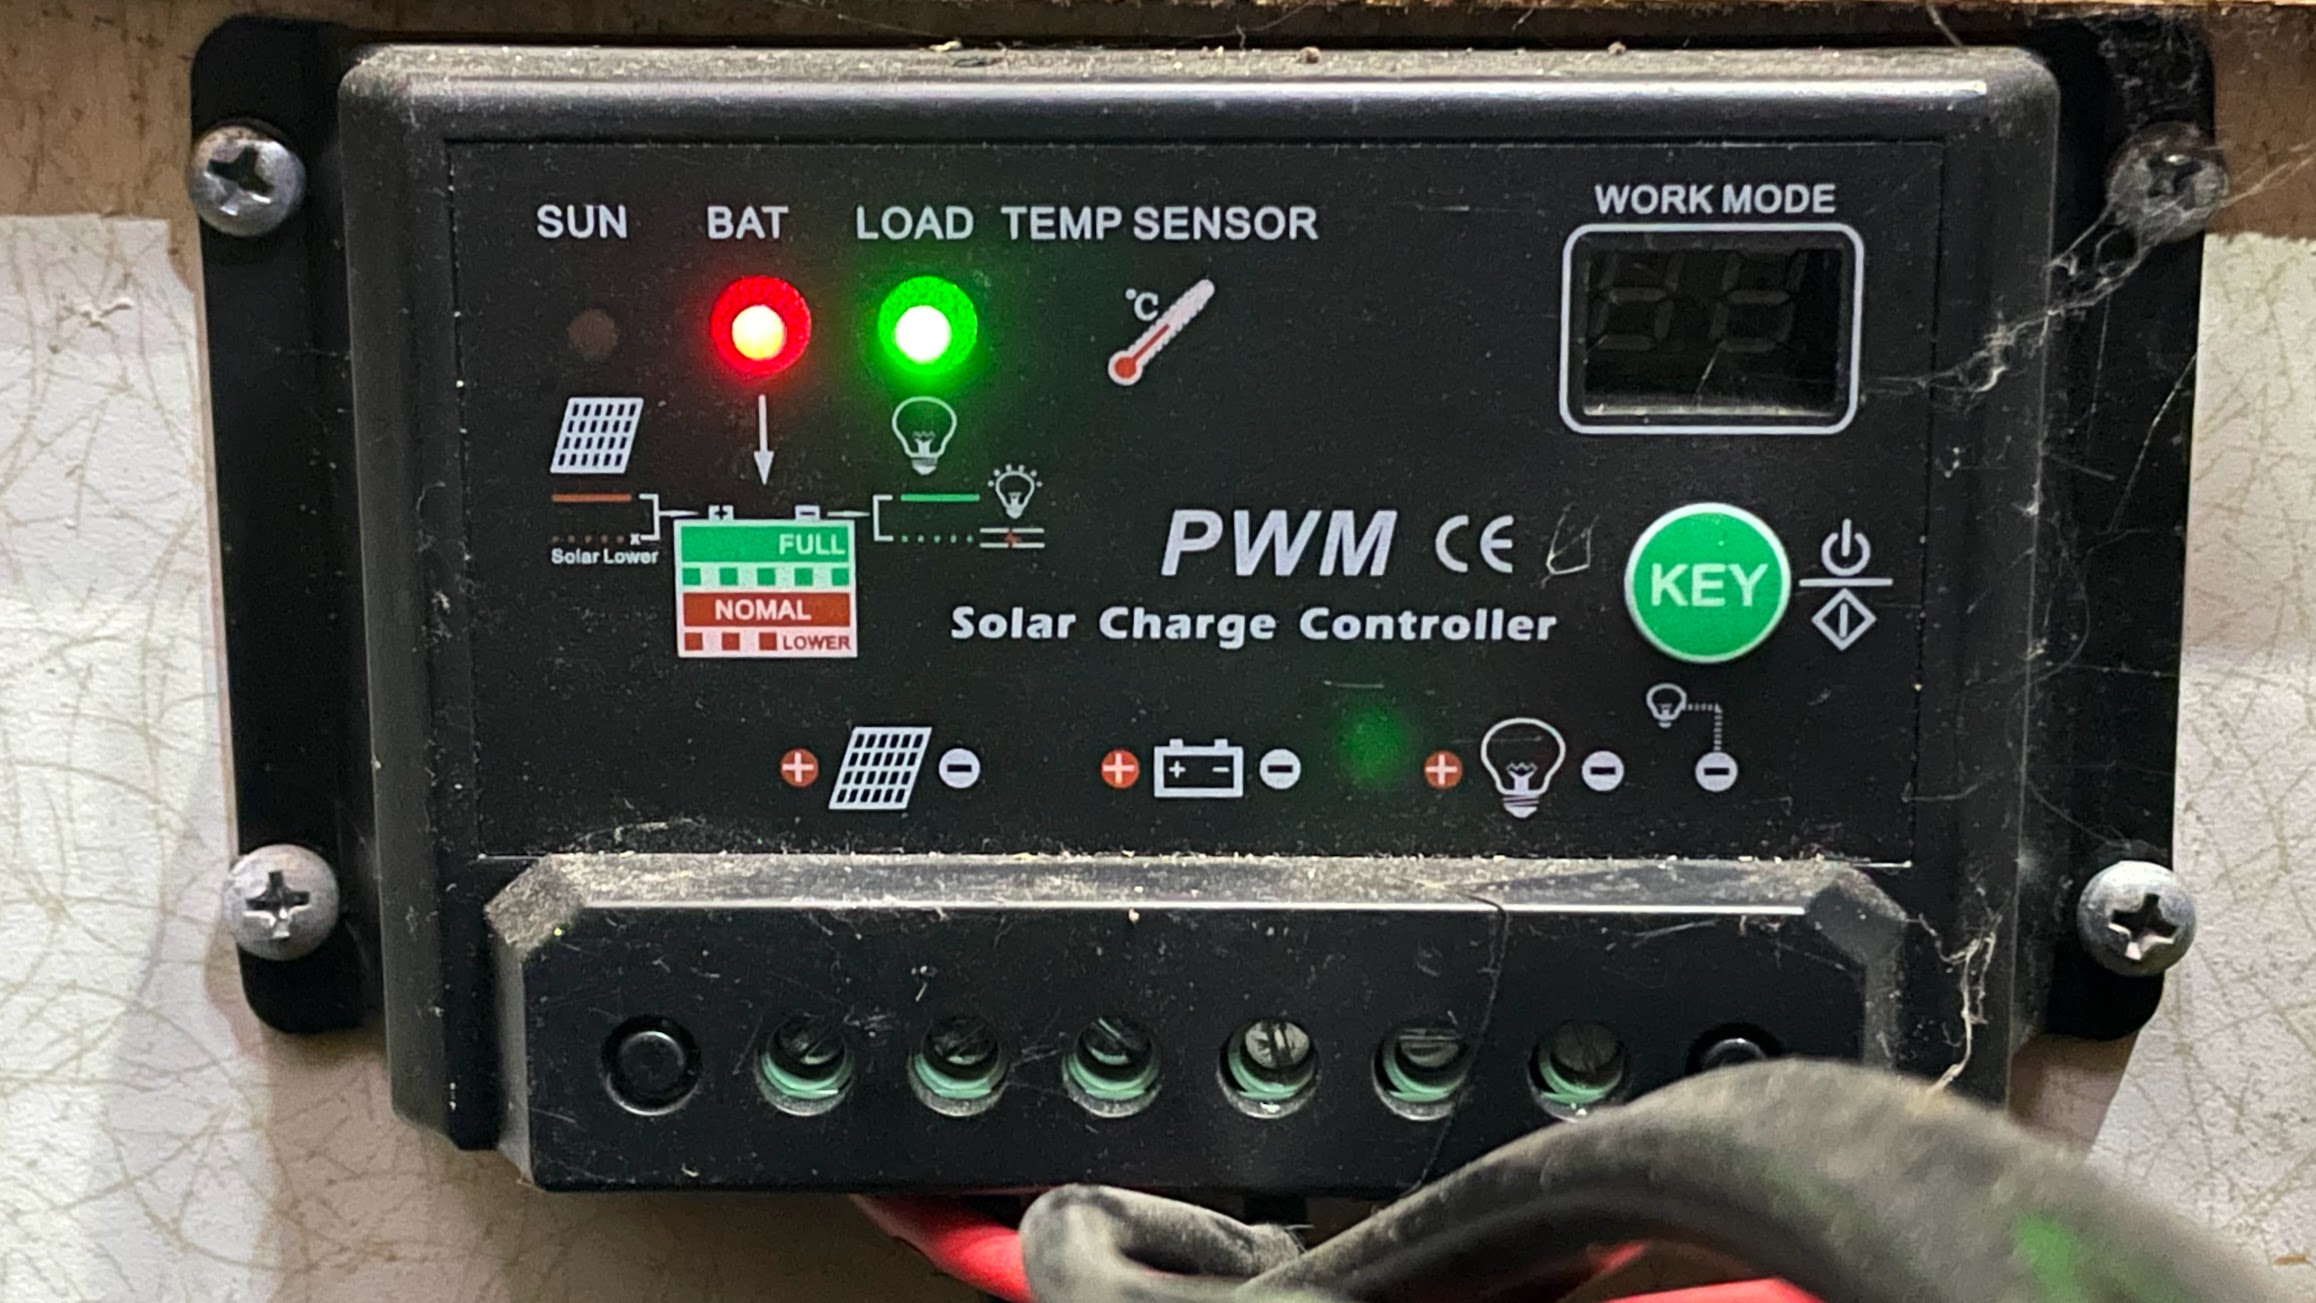 WORK MODE
SUN BAT LOAD TEMP SENSOR
°C
Solar Lower
FULL
NOMAL
LOWER
PWM CE
Solar Charge Controller
KEY
+ - + + - - + - -